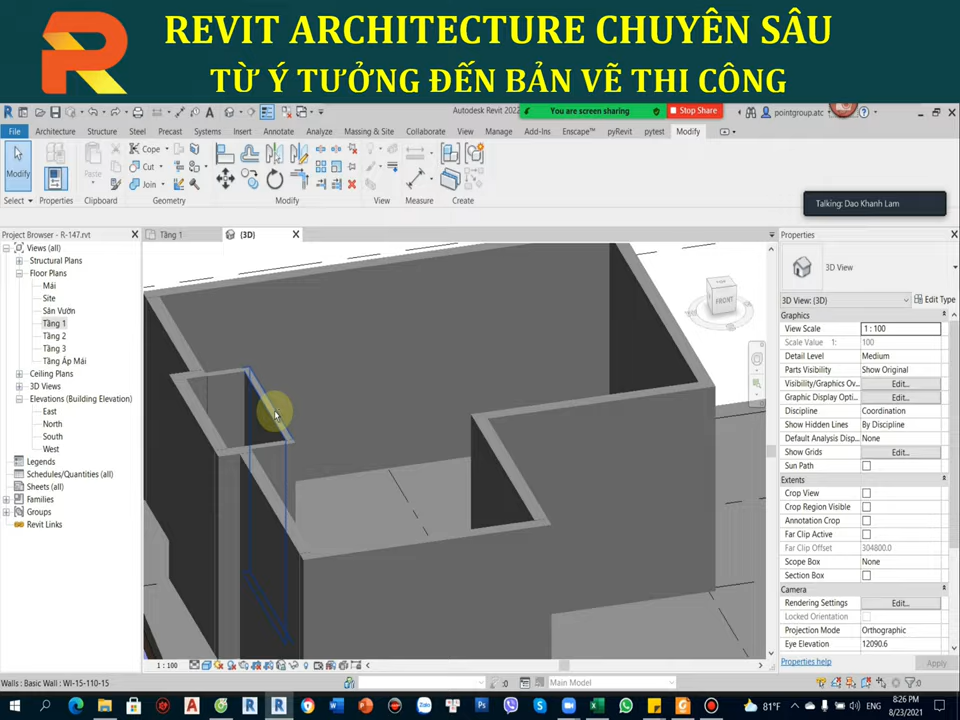 REVIT ARCHITECTURE CHUYÊN SÂU
TỪ Ý TƯỞNG ĐẾN BẢN VẼ THI CÔNG
Autodesk Revit 2022
You are screen sharing
Stop Share
pointgroup.atc
File Architecture Structure Steel Precast Systems Insert Annotate Analyze Massing & Site Collaborate View Manage Add-Ins Enscape™ pyRevit pytest Modify
Modify
Properties
Paste
Cope
Cut
Join
Select Properties Clipboard Geometry Modify View Measure Create
Talking: Dao Khanh Lam
Project Browser - R-147.rvt
Tầng 1
(3D)
Properties
Views (all)
Structural Plans
Floor Plans
Mái
Site
Sân Vườn
Tầng 1
Tầng 2
Tầng 3
Tầng Áp Mái
Ceiling Plans
3D Views
Elevations (Building Elevation)
East
North
South
West
Legends
Schedules/Quantities (all)
Sheets (all)
Families
Groups
Revit Links
FRONT
3D View
3D View: (3D)
Edit Type
Graphics
View Scale 1 : 100
Scale Value 1: 100
Detail Level Medium
Parts Visibility Show Original
Visibility/Graphics Ov... Edit...
Graphic Display Opti... Edit...
Discipline Coordination
Show Hidden Lines By Discipline
Default Analysis Disp... None
Show Grids Edit...
Sun Path
Extents
Crop View
Crop Region Visible
Annotation Crop
Far Clip Active
Far Clip Offset 304800.0
Scope Box None
Section Box
Camera
Rendering Settings Edit...
Locked Orientation
Projection Mode Orthographic
Eye Elevation 12090.6
Properties help
Apply
1 : 100
Walls : Basic Wall : WI-15-110-15
:0
Main Model
:0
81°F
8:26 PM
8/23/2021